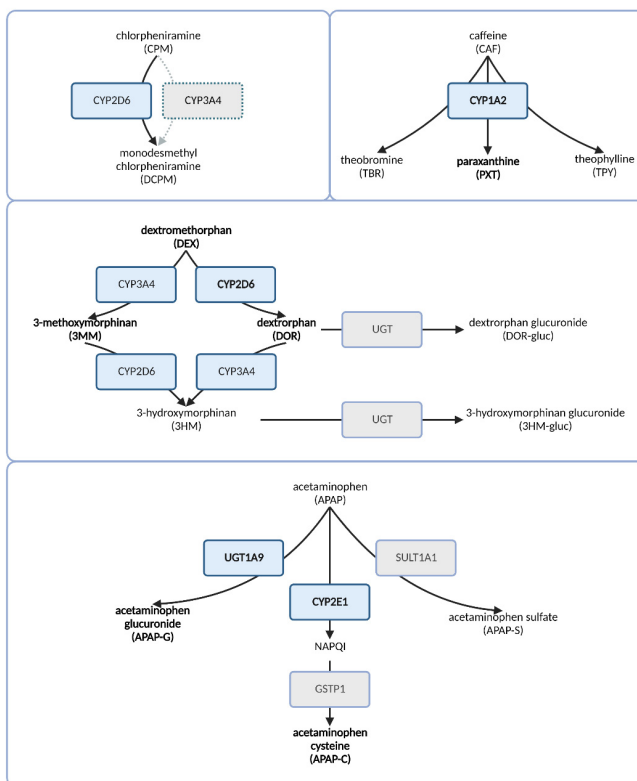 chlorpheniramine
(CPM)
CYP2D6
CYP3A4
monodesmethyl
chlorpheniramine
(DCPM)
caffeine
(CAF)
CYP1A2
theobromine
(TBR)
paraxanthine
(PXT)
theophylline
(TPY)
dextromethorphan
(DEX)
CYP3A4
CYP2D6
3-methoxymorphinan
(3MM)
dextrorphan
(DOR)
UGT
dextrorphan glucuronide
(DOR-gluc)
CYP2D6
CYP3A4
3-hydroxymorphinan
(3HM)
UGT
3-hydroxymorphinan glucuronide
(3HM-gluc)
acetaminophen
(APAP)
UGT1A9
SULT1A1
CYP2E1
acetaminophen
glucuronide
(APAP-G)
acetaminophen sulfate
(APAP-S)
NAPQI
GSTP1
acetaminophen
cysteine
(APAP-C)